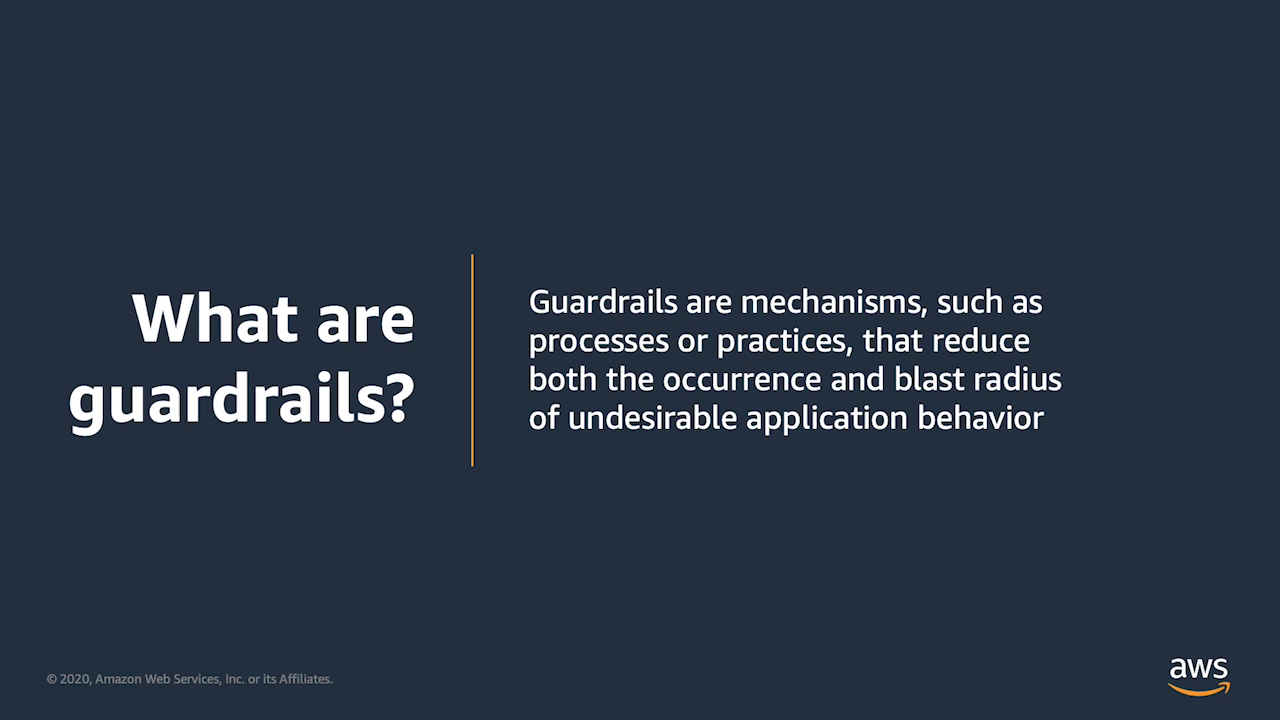 What are
guardrails?
Guardrails are mechanisms, such as
processes or practices, that reduce
both the occurrence and blast radius
of undesirable application behavior
© 2020, Amazon Web Services, Inc. or its Affiliates.
aws